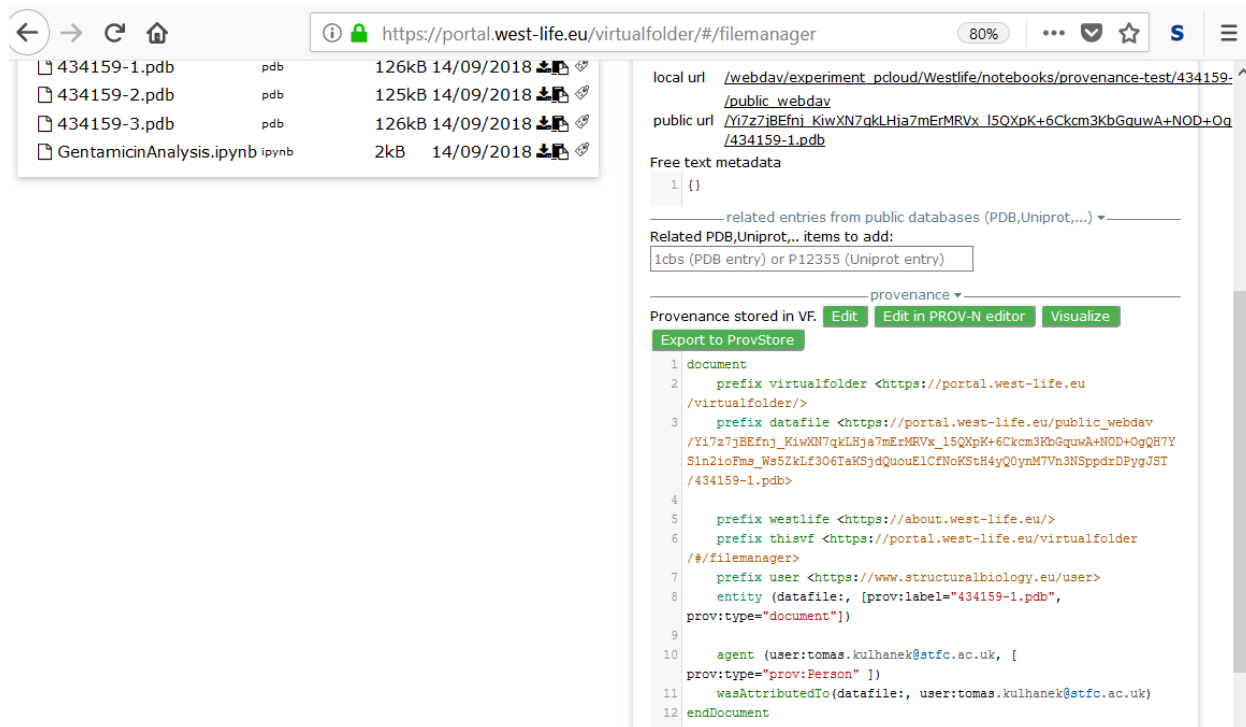 https://portal.west-life.eu/virtualfolder/#/filemanager
80%
S
434159-1.pdb pdb 126kB 14/09/2018
434159-2.pdb pdb 125kB 14/09/2018
434159-3.pdb pdb 126kB 14/09/2018
GentamicinAnalysis.ipynb ipynb 2kB 14/09/2018
local url /webdav/experiment_pcloud/Westlife/notebooks/provenance-test/434159-
/public_webdav
public url /Yi7z7jBEfnj_KiwXN7qkLHja7mErMRVx_l5QXpK+6Ckcm3KbGquwA+NOD+Og
/434159-1.pdb
Free text metadata
1 {}
related entries from public databases (PDB,Uniprot,...)
Related PDB,Uniprot,.. items to add:
1cbs (PDB entry) or P12355 (Uniprot entry)
provenance
Provenance stored in VF. Edit Edit in PROV-N editor Visualize
Export to ProvStore
1 document
2 prefix virtualfolder <https://portal.west-life.eu
/virtualfolder/>
3 prefix datafile <https://portal.west-life.eu/public_webdav
/Yi7z7jBEfnj_KiwXN7qkLHja7mErMRVx_l5QXpK+6Ckcm3KbGquwA+NOD+OgQH7Y
S1n2ioFms_Ws5ZkLf3O6TaKSjdQuouElCfNoKStH4yQ0ynM7Vn3NSppdrDPygJST
/434159-1.pdb>
4
5 prefix westlife <https://about.west-life.eu/>
6 prefix thisvf <https://portal.west-life.eu/virtualfolder
/#/filemanager>
7 prefix user <https://www.structuralbiology.eu/user>
8 entity (datafile:, [prov:label="434159-1.pdb",
prov:type="document"])
9
10 agent (user:tomas.kulhanek@stfc.ac.uk, [
prov:type="prov:Person" ])
11 wasAttributedTo(datafile:, user:tomas.kulhanek@stfc.ac.uk)
12 endDocument